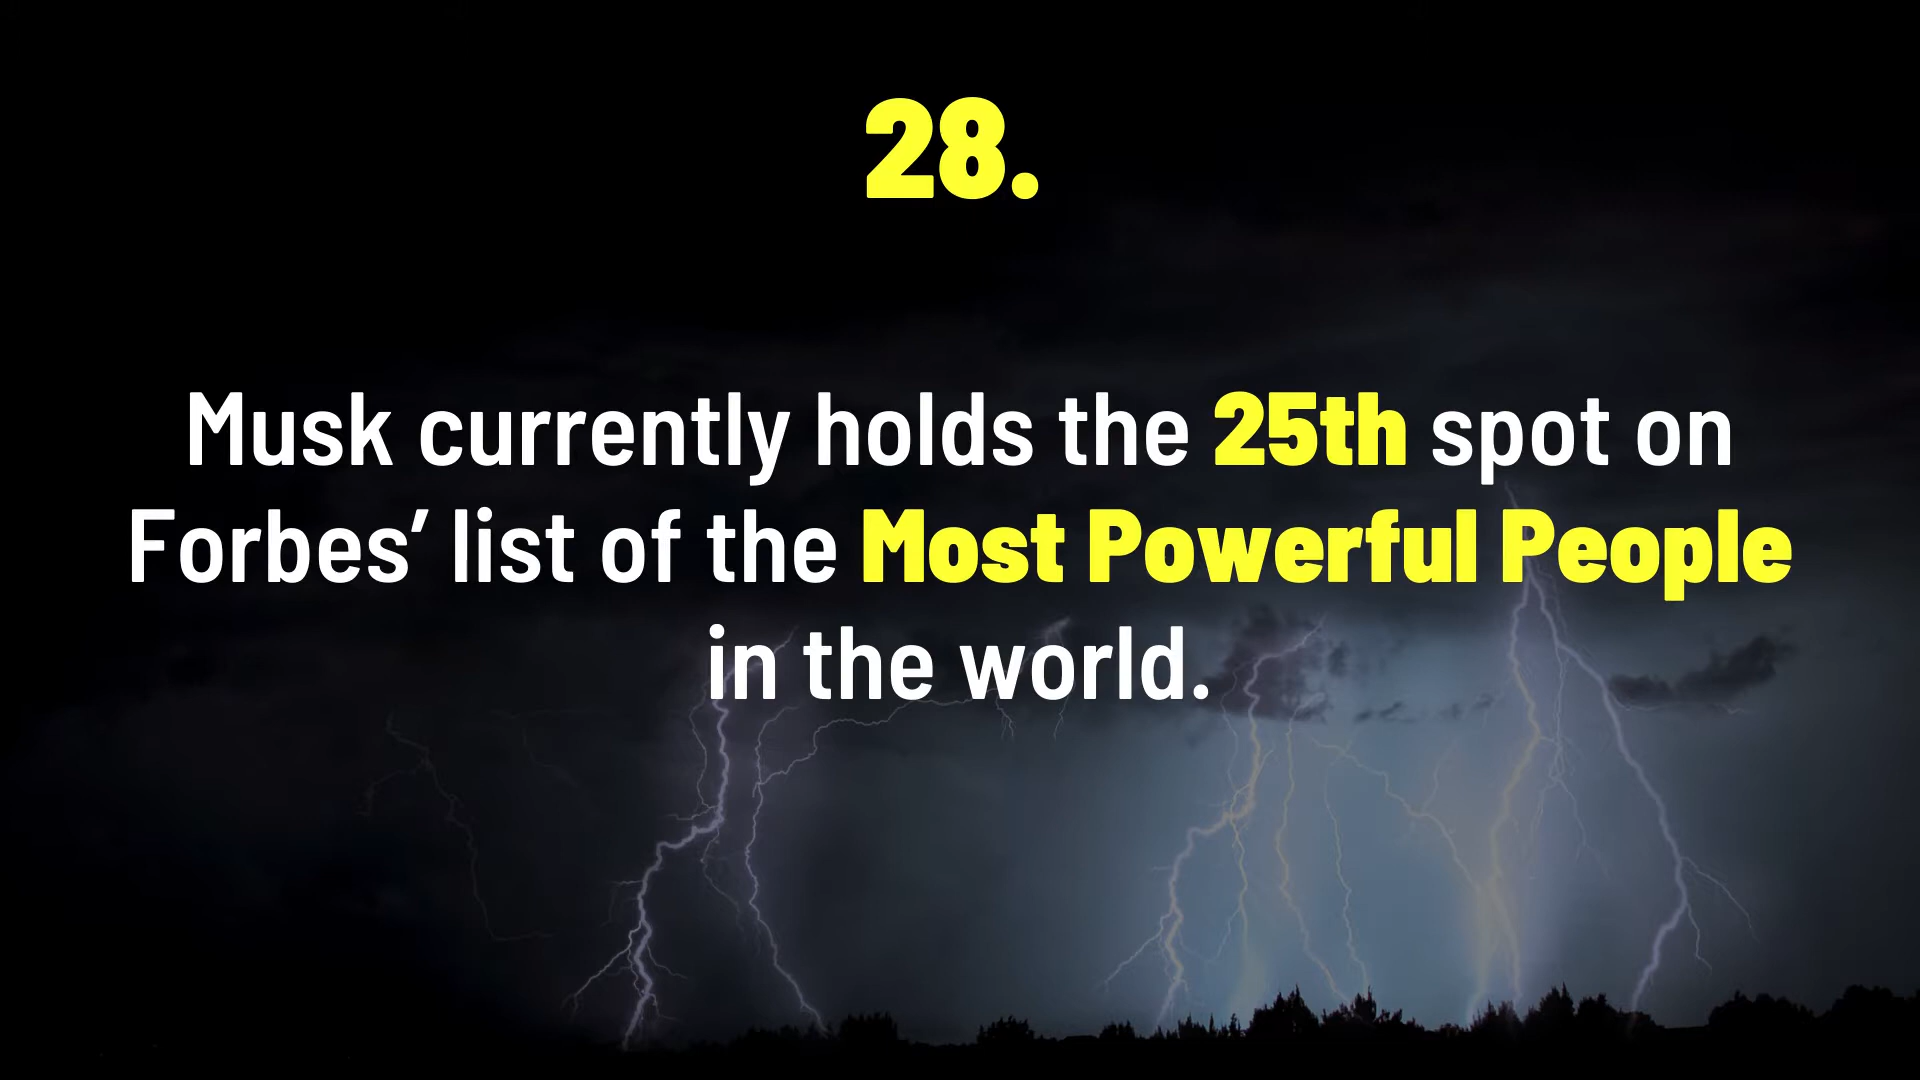 28.
Musk currently holds the 25th spot on
Forbes’ list of the Most Powerful People
in the world.